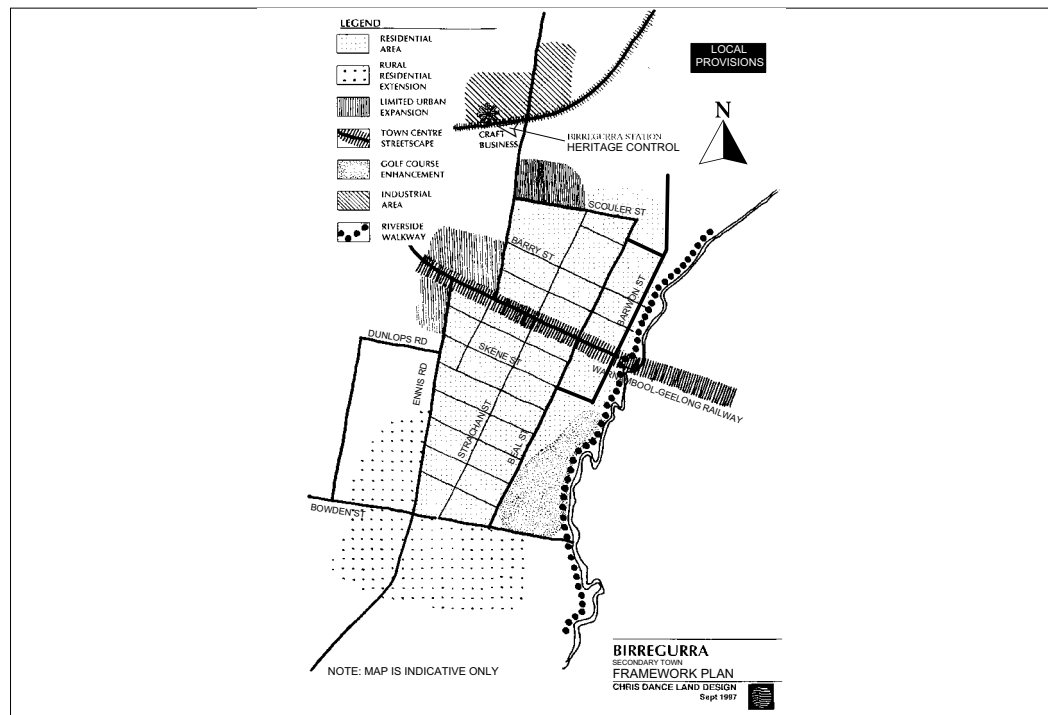 LEGEND
RESIDENTIAL
AREA
RURAL
RESIDENTIAL
EXTENSION
LIMITED URBAN
EXPANSION
TOWN CENTRE
STREETSCAPE
GOLF COURSE
ENHANCEMENT
INDUSTRIAL
AREA
RIVERSIDE
WALKWAY
LOCAL
PROVISIONS
N
CRAFT
BUSINESS
BIRREGURRA STATION
HERITAGE CONTROL
SCOULER ST
BARRY ST
BARWON ST
DUNLOPS RD
SKENE ST
WARRNMBOOL-GEELONG RAILWAY
ENNIS RD
STRACHAN ST
BEAL ST
BOWDEN ST
NOTE: MAP IS INDICATIVE ONLY
BIRREGURRA
SECONDARY TOWN
FRAMEWORK PLAN
CHRIS DANCE LAND DESIGN
Sept 1997